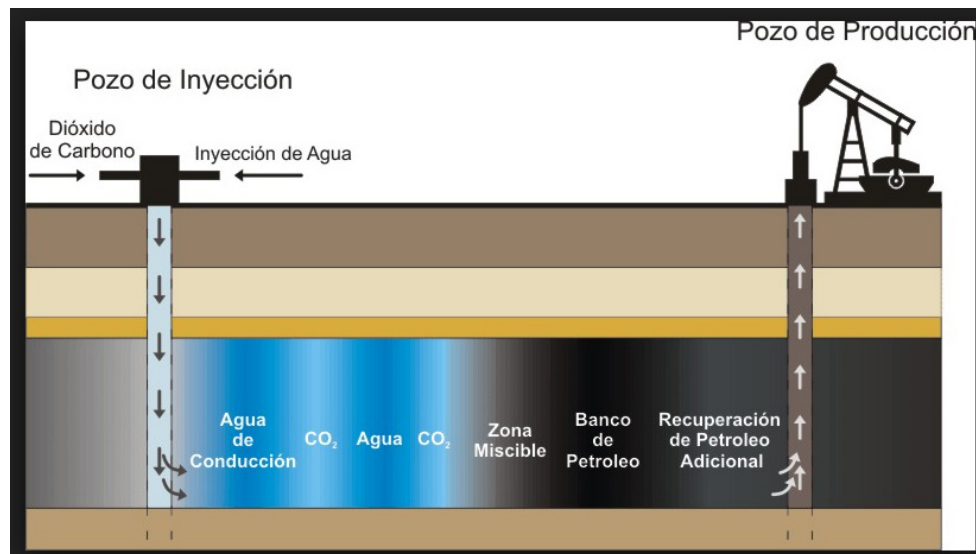 Pozo de Producción
Pozo de Inyección
Dióxido
de Carbono
Inyección de Agua
Agua
de
Conducción
CO₂
Agua
CO₂
Zona
Miscible
Banco
de
Petroleo
Recuperación
de Petroleo
Adicional